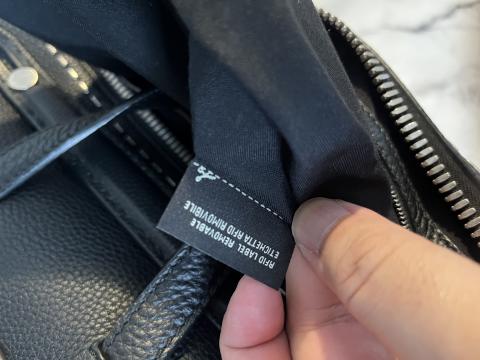 RFID LABEL REMOVABLE
ETICHETTA RFID RIMOVIBILE